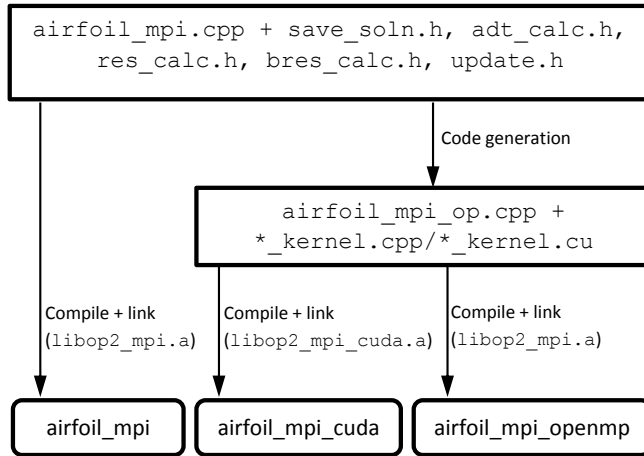 airfoil_mpi.cpp + save_soln.h, adt_calc.h,
res_calc.h, bres_calc.h, update.h
Code generation
airfoil_mpi_op.cpp +
*_kernel.cpp/*_kernel.cu
Compile + link
(libop2_mpi.a)
Compile + link
(libop2_mpi_cuda.a)
Compile + link
(libop2_mpi.a)
airfoil_mpi
airfoil_mpi_cuda
airfoil_mpi_openmp